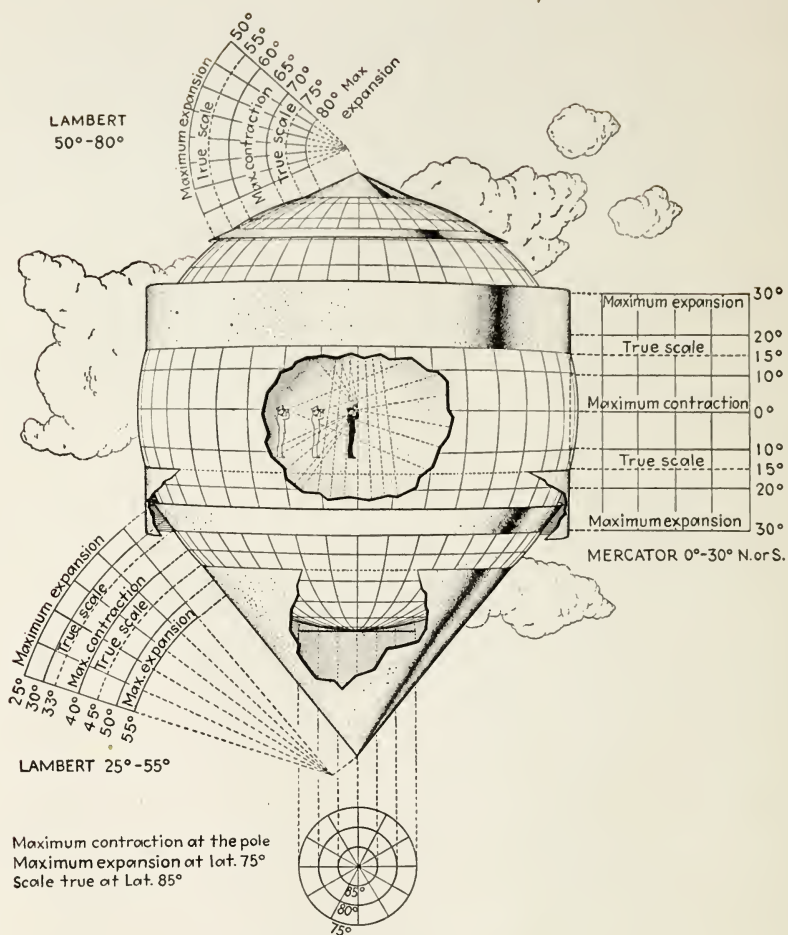 50°
55°
60°
65°
70°
75°
80° Max
expansion
Maximum expansion
True scale
Max. contraction
True scale
LAMBERT
50°-80°
30°
Maximum expansion
20°
True scale
15°
10°
Maximum contraction
0°
10°
True scale
15°
20°
Maximum expansion
30°
MERCATOR 0°-30° N. or S.
Maximum expansion
True scale
Max. contraction
True scale
Max. expansion
25°
30°
33°
40°
45°
50°
55°
LAMBERT 25°-55°
Maximum contraction at the pole
Maximum expansion at lat. 75°
Scale true at Lat. 85°
85°
80°
75°